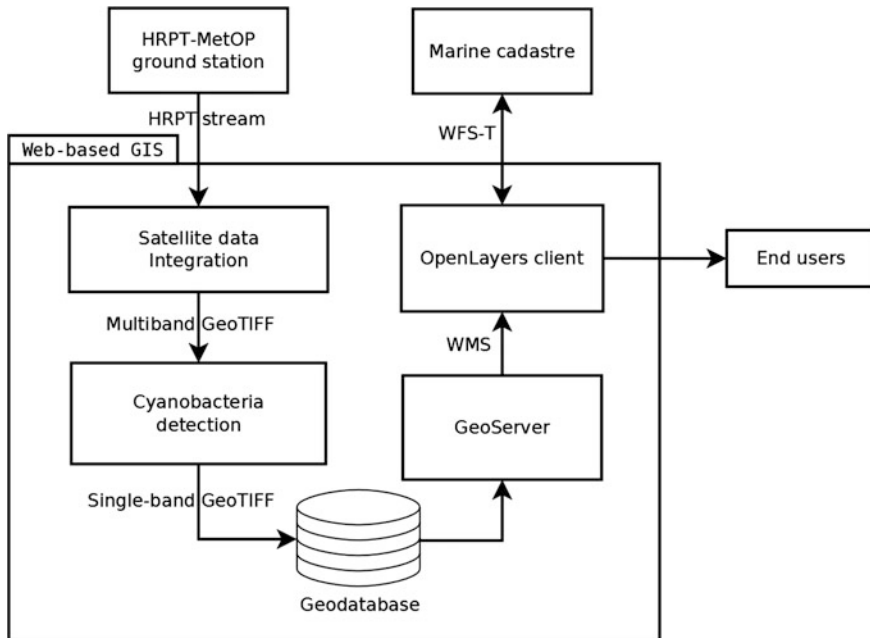 HRPT-MetOP
ground station
Marine cadastre
HRPT stream
WFS-T
Web-based GIS
Satellite data
Integration
OpenLayers client
End users
Multiband GeoTIFF
WMS
Cyanobacteria
detection
GeoServer
Single-band GeoTIFF
Geodatabase